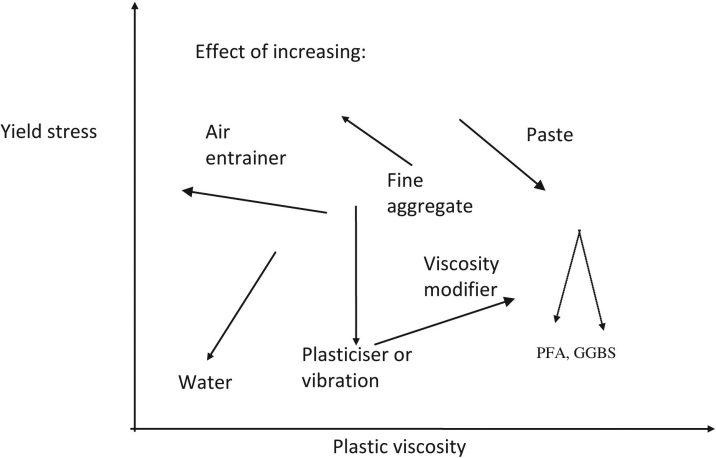 Effect of increasing:
Yield stress
Air
entrainer
Paste
Fine
aggregate
Viscosity
modifier
Plasticiser or
vibration
PFA, GGBS
Water
Plastic viscosity